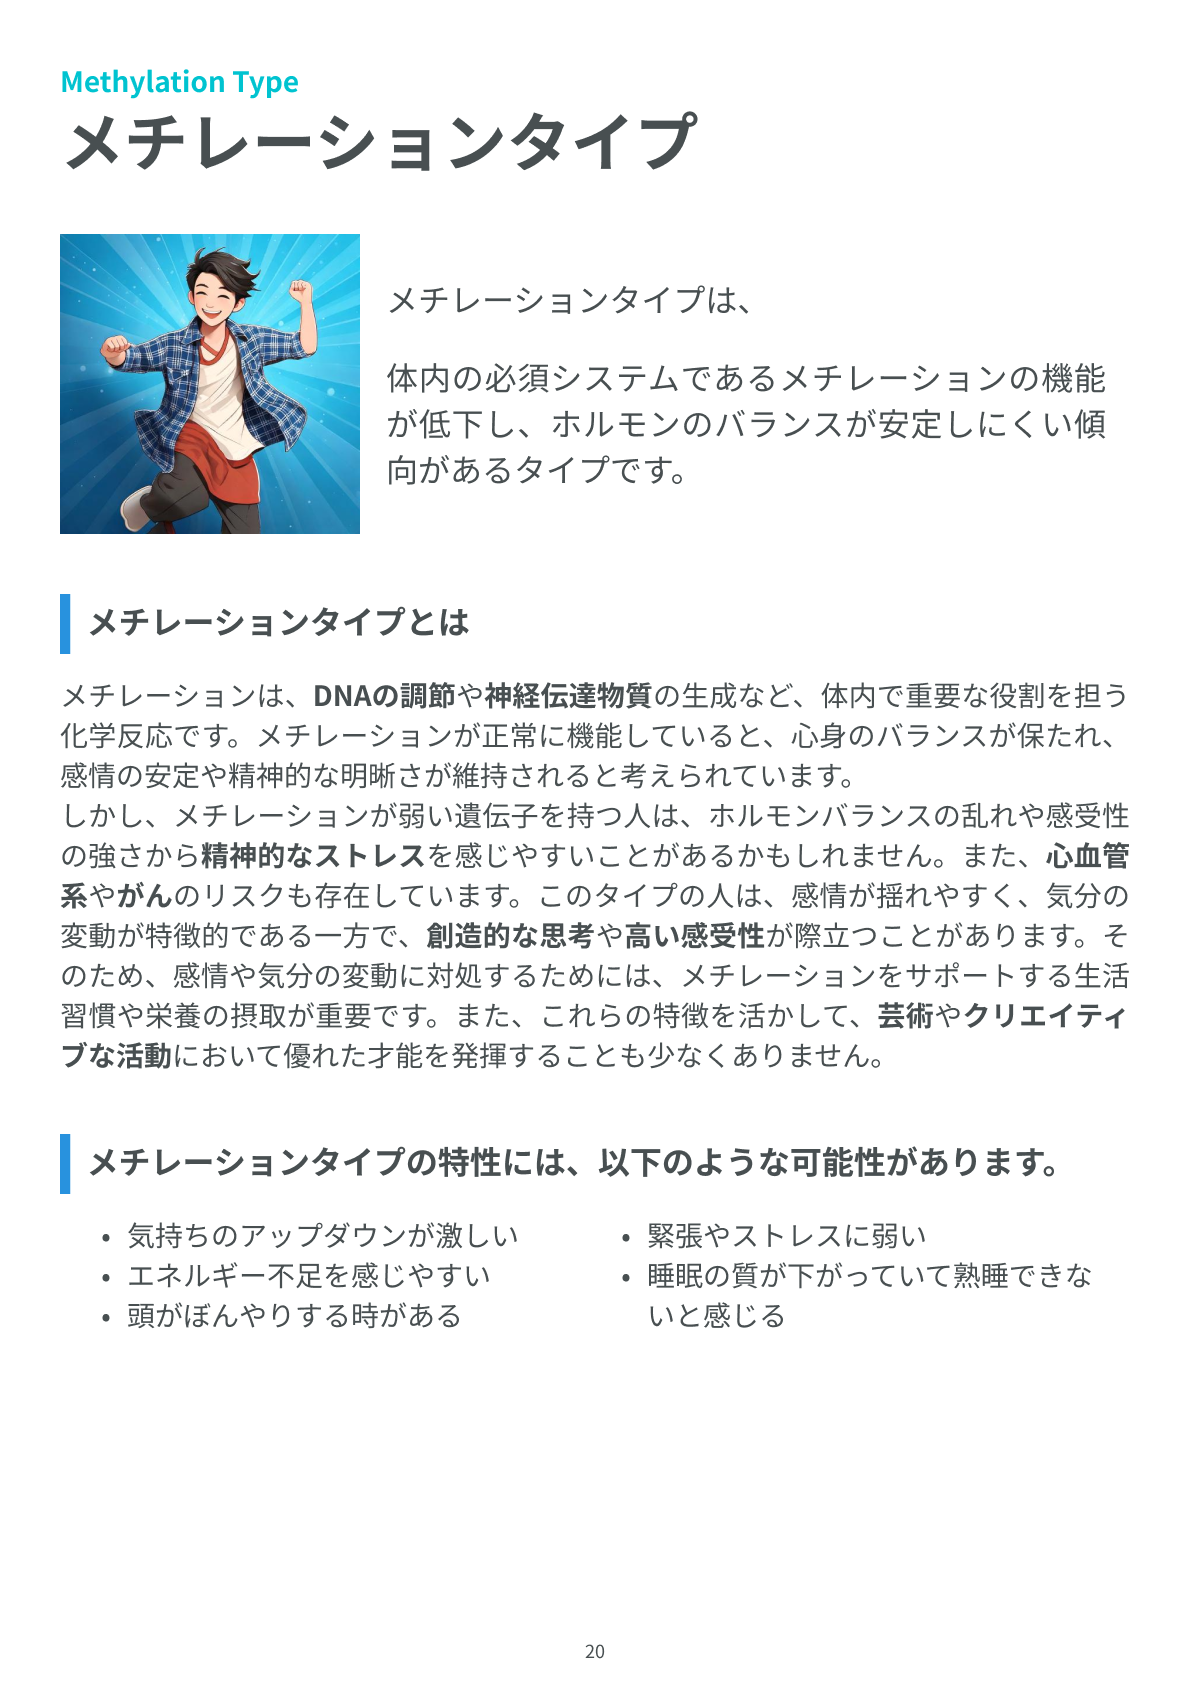 Methylation Type
メチレーションタイプ
メチレーションタイプは、
体内の必須システムであるメチレーションの機能
が低下し、ホルモンのバランスが安定しにくい傾
向があるタイプです。
メチレーションタイプとは
メチレーションは、DNAの調節や神経伝達物質の生成など、体内で重要な役割を担う
化学反応です。メチレーションが正常に機能していると、心身のバランスが保たれ、
感情の安定や精神的な明晰さが維持されると考えられています。
しかし、メチレーションが弱い遺伝子を持つ人は、ホルモンバランスの乱れや感受性
の強さから精神的なストレスを感じやすいことがあるかもしれません。また、心血管
系やがんのリスクも存在しています。このタイプの人は、感情が揺れやすく、気分の
変動が特徴的である一方で、創造的な思考や高い感受性が際立つことがあります。そ
のため、感情や気分の変動に対処するためには、メチレーションをサポートする生活
習慣や栄養の摂取が重要です。また、これらの特徴を活かして、芸術やクリエイティ
ブな活動において優れた才能を発揮することも少なくありません。
メチレーションタイプの特性には、以下のような可能性があります。
• 気持ちのアップダウンが激しい
• エネルギー不足を感じやすい
• 頭がぼんやりする時がある
• 緊張やストレスに弱い
• 睡眠の質が下がっていて熟睡できな
いと感じる
20